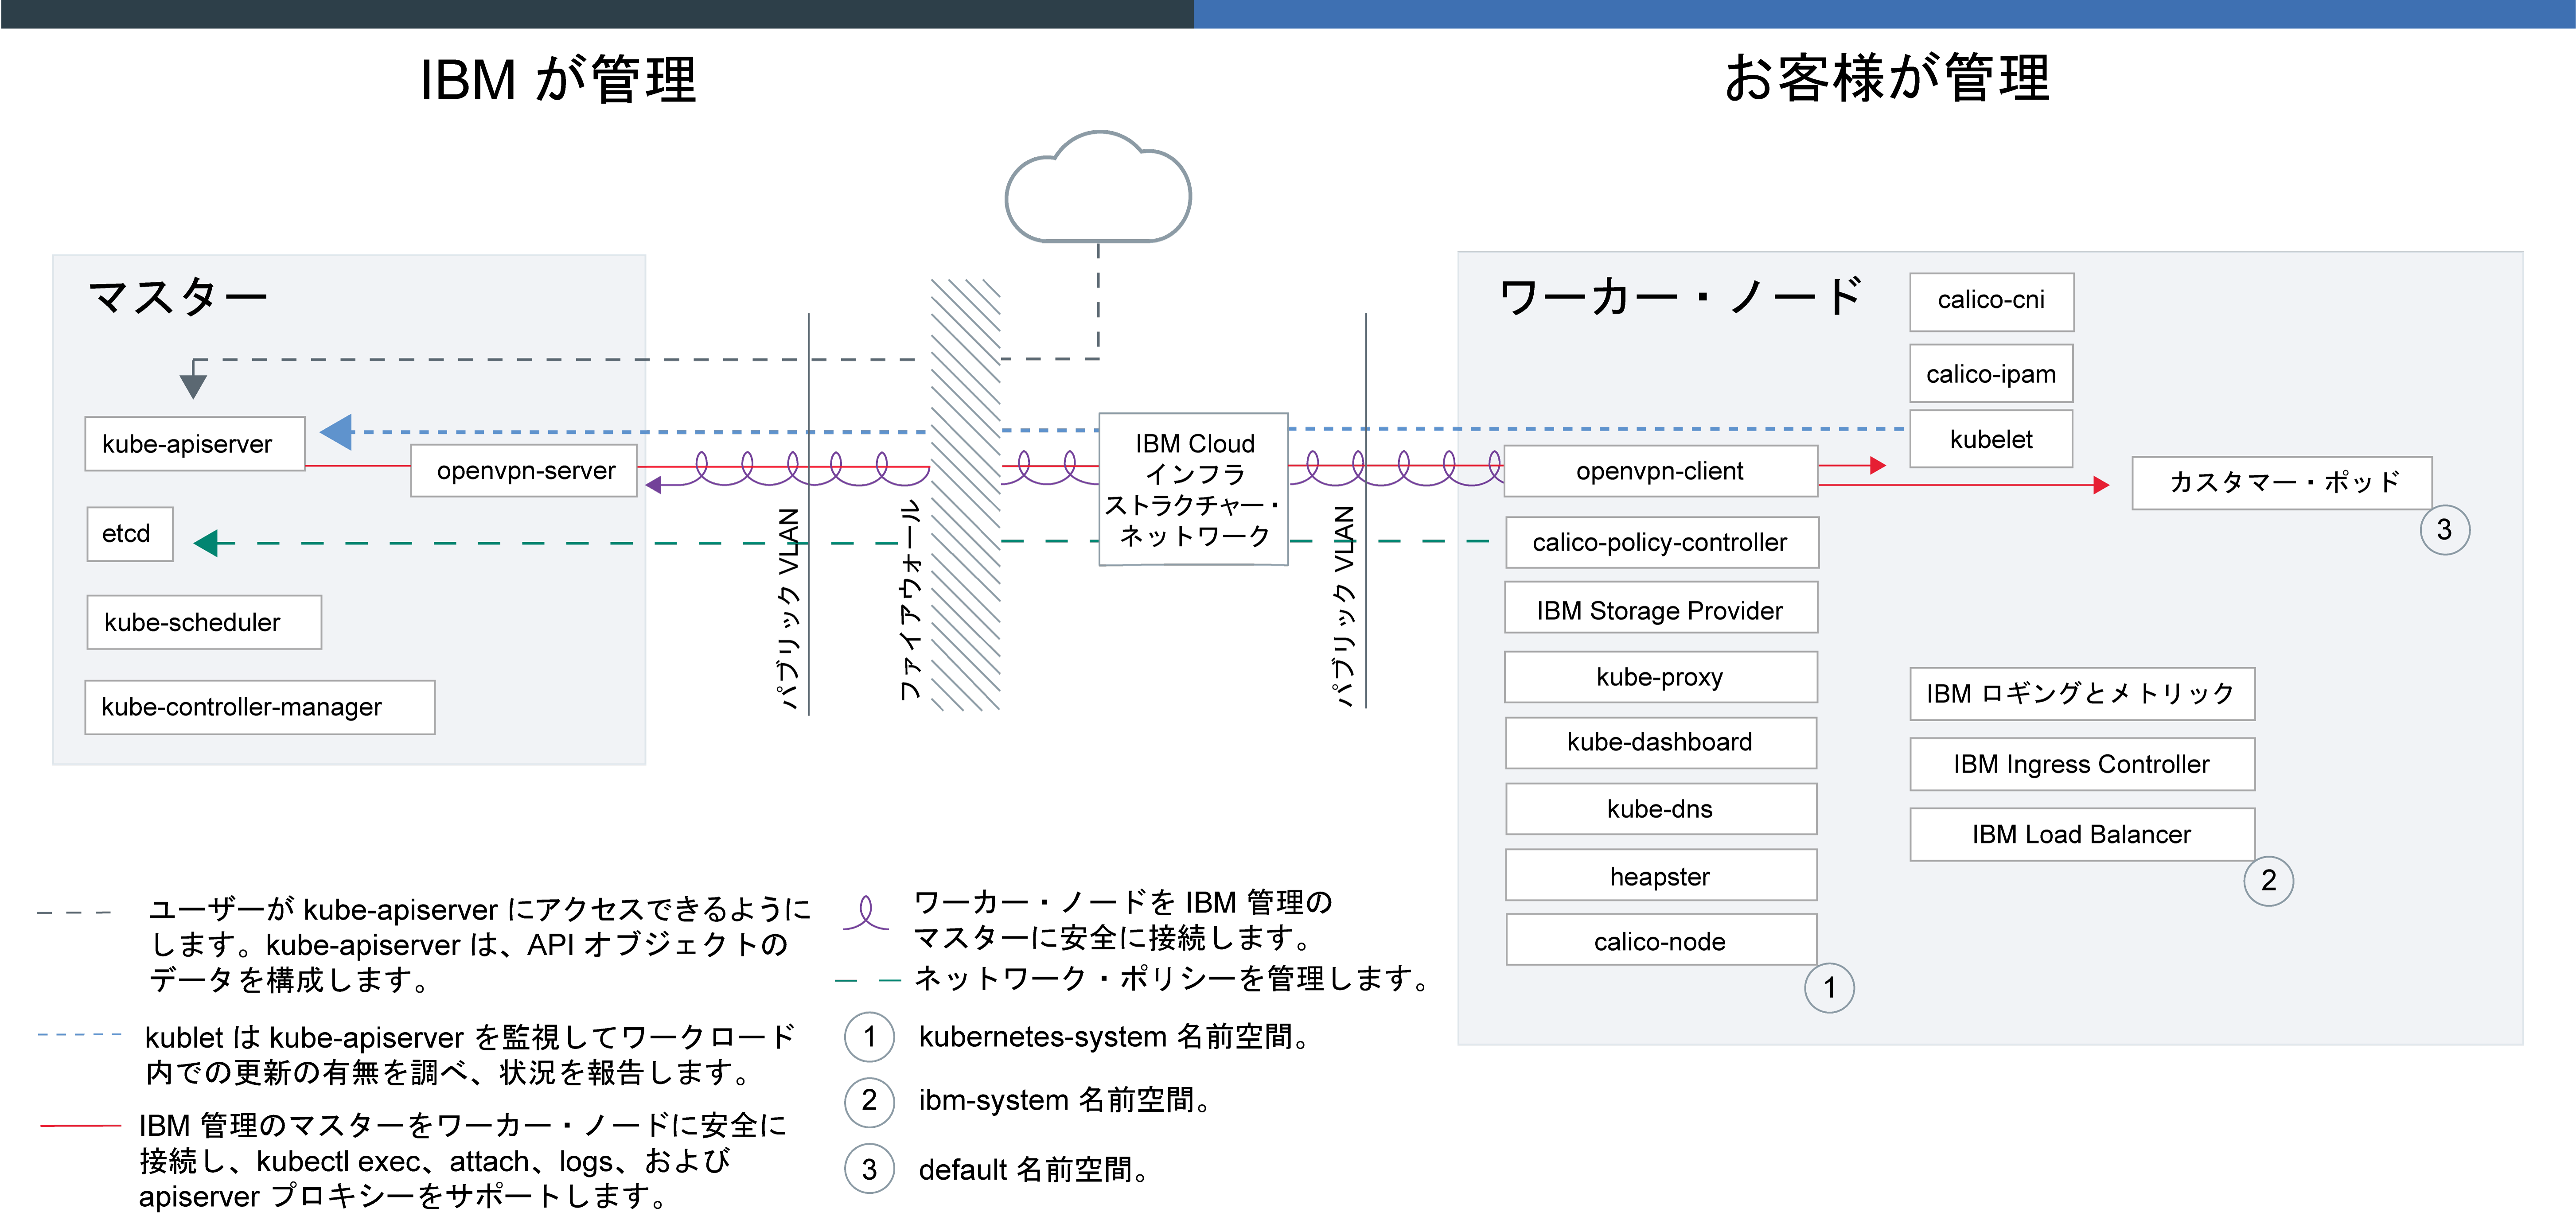 IBM が管理
お客様が管理
マスター
kube-apiserver
openvpn-server
etcd
kube-scheduler
kube-controller-manager
パブリック VLAN
ファイアウォール
IBM Cloud
インフラ
ストラクチャー・
ネットワーク
パブリック VLAN
ワーカー・ノード
calico-cni
calico-ipam
kubelet
openvpn-client
カスタマー・ポッド
3
calico-policy-controller
IBM Storage Provider
kube-proxy
kube-dashboard
kube-dns
heapster
calico-node
1
IBM ロギングとメトリック
IBM Ingress Controller
IBM Load Balancer
2
ユーザーが kube-apiserver にアクセスできるように
します。kube-apiserver は、API オブジェクトの
データを構成します。
kublet は kube-apiserver を監視してワークロード
内での更新の有無を調べ、状況を報告します。
IBM 管理のマスターをワーカー・ノードに安全に
接続し、kubectl exec、attach、logs、および
apiserver プロキシーをサポートします。
ワーカー・ノードを IBM 管理の
マスターに安全に接続します。
ネットワーク・ポリシーを管理します。
1 kubernetes-system 名前空間。
2 ibm-system 名前空間。
3 default 名前空間。